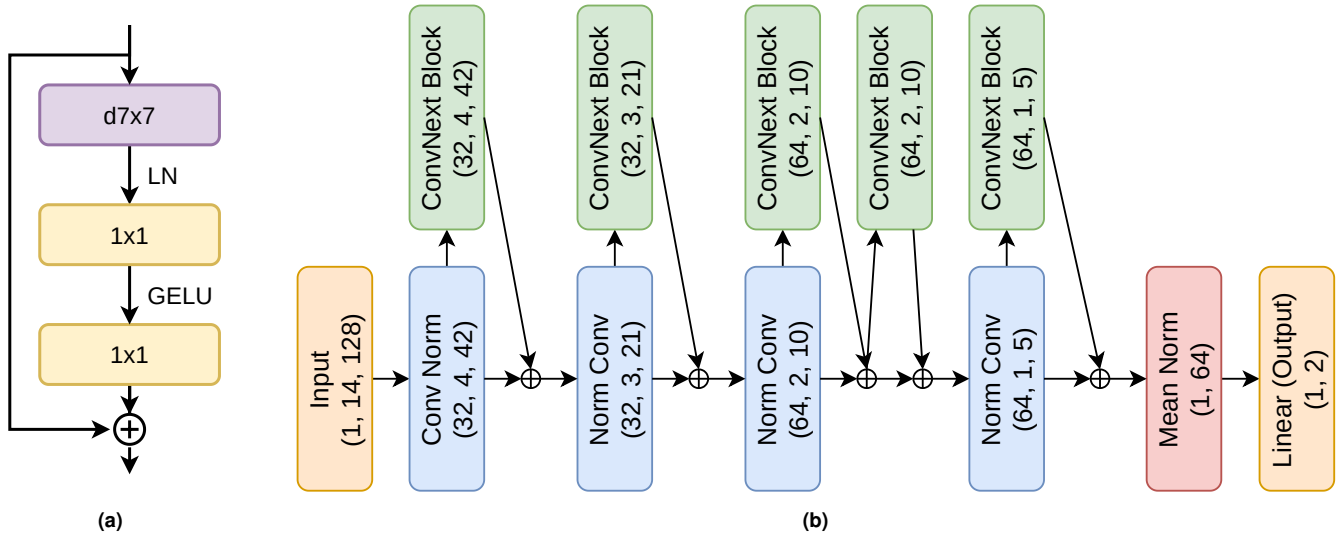 d7x7
LN
1x1
GELU
1x1
(a)
Input
(1, 14, 128)
Conv Norm
(32, 4, 42)
ConvNext Block
(32, 4, 42)
Norm Conv
(32, 3, 21)
ConvNext Block
(32, 3, 21)
Norm Conv
(64, 2, 10)
ConvNext Block
(64, 2, 10)
ConvNext Block
(64, 2, 10)
Norm Conv
(64, 1, 5)
ConvNext Block
(64, 1, 5)
Mean Norm
(1, 64)
Linear (Output)
(1, 2)
(b)